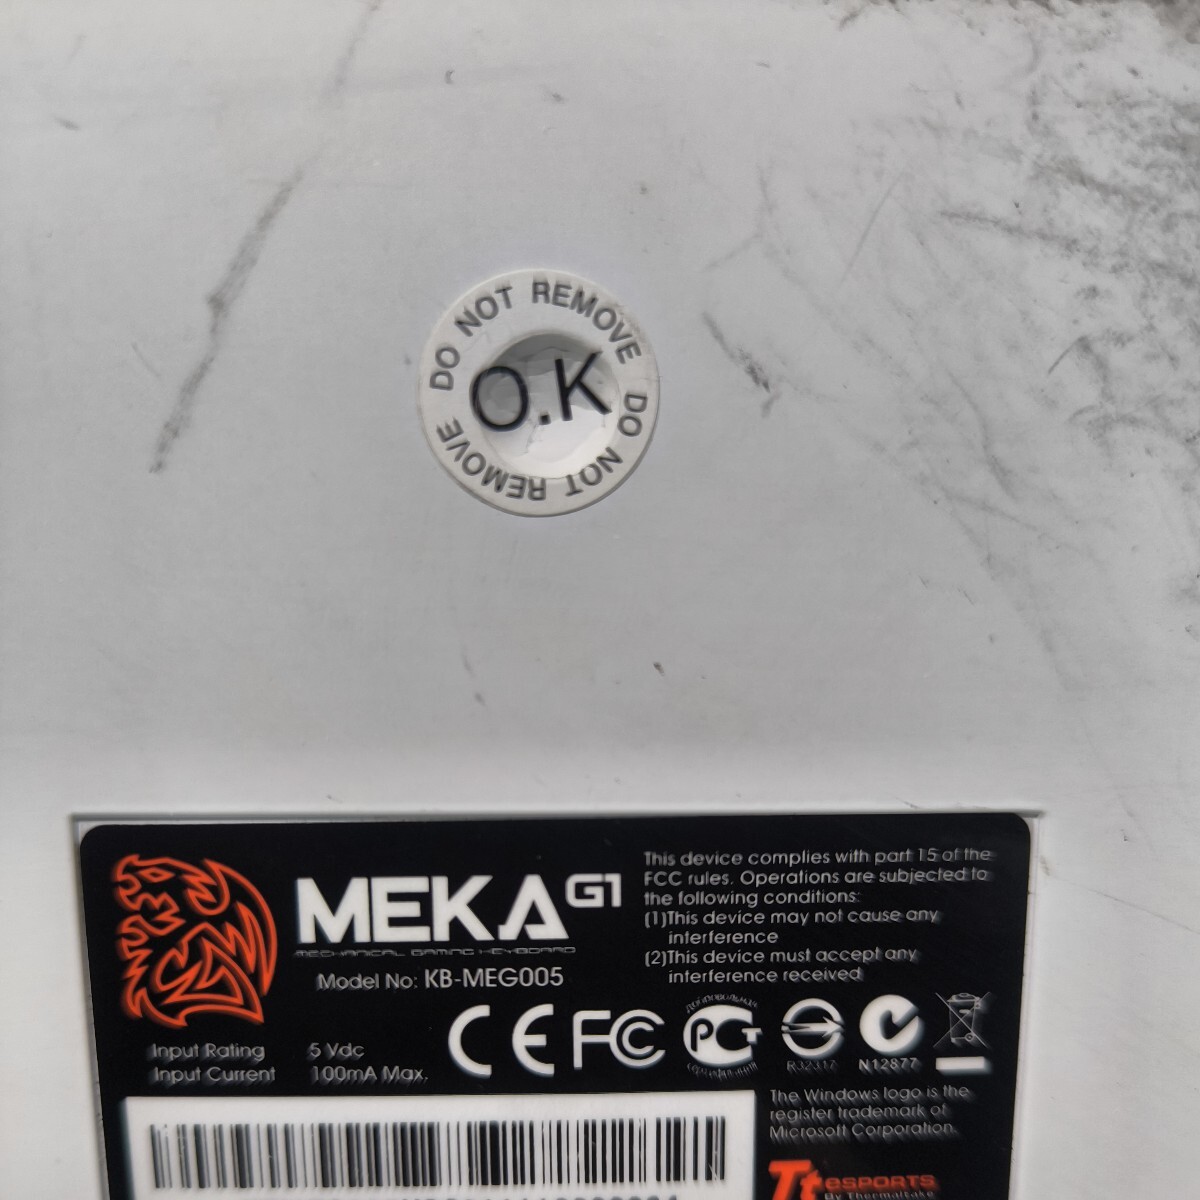 DO NOT REMOVE DO NOT REMOVE
O.K
MEKA G1
MECHANICAL GAMING KEYBOARD
Model No: KB-MEG005
Input Rating 5 Vdc
Input Current 100mA Max.
This device complies with part 15 of the
FCC rules. Operations are subjected to
the following conditions:
(1)This device may not cause any
interference
(2)This device must accept any
interference received
CE FC PCT
R32317 N12877
The Windows logo is the
register trademark of
Microsoft Corporation.
Tt eSPORTS
By Thermaltake